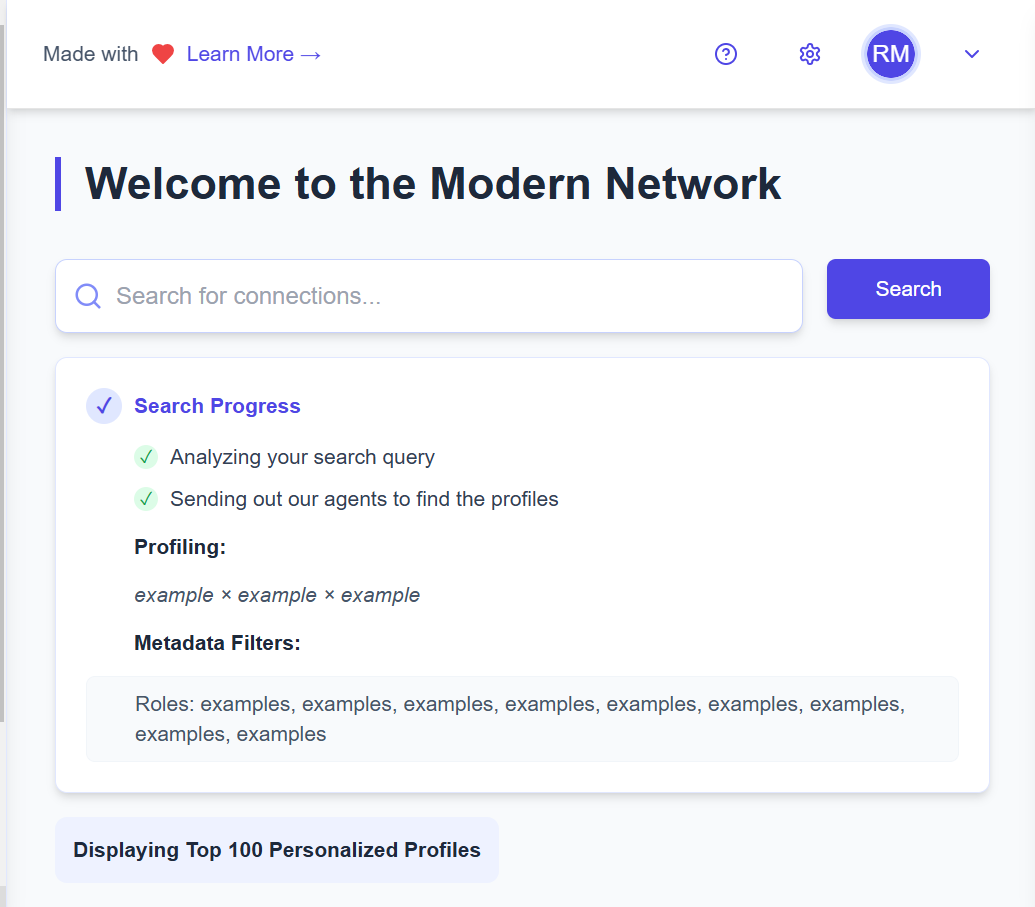 Made with ❤️ Learn More →
RM
Welcome to the Modern Network
Search for connections...
Search
Search Progress
Analyzing your search query
Sending out our agents to find the profiles
Profiling:
example × example × example
Metadata Filters:
Roles: examples, examples, examples, examples, examples, examples, examples,
examples, examples
Displaying Top 100 Personalized Profiles